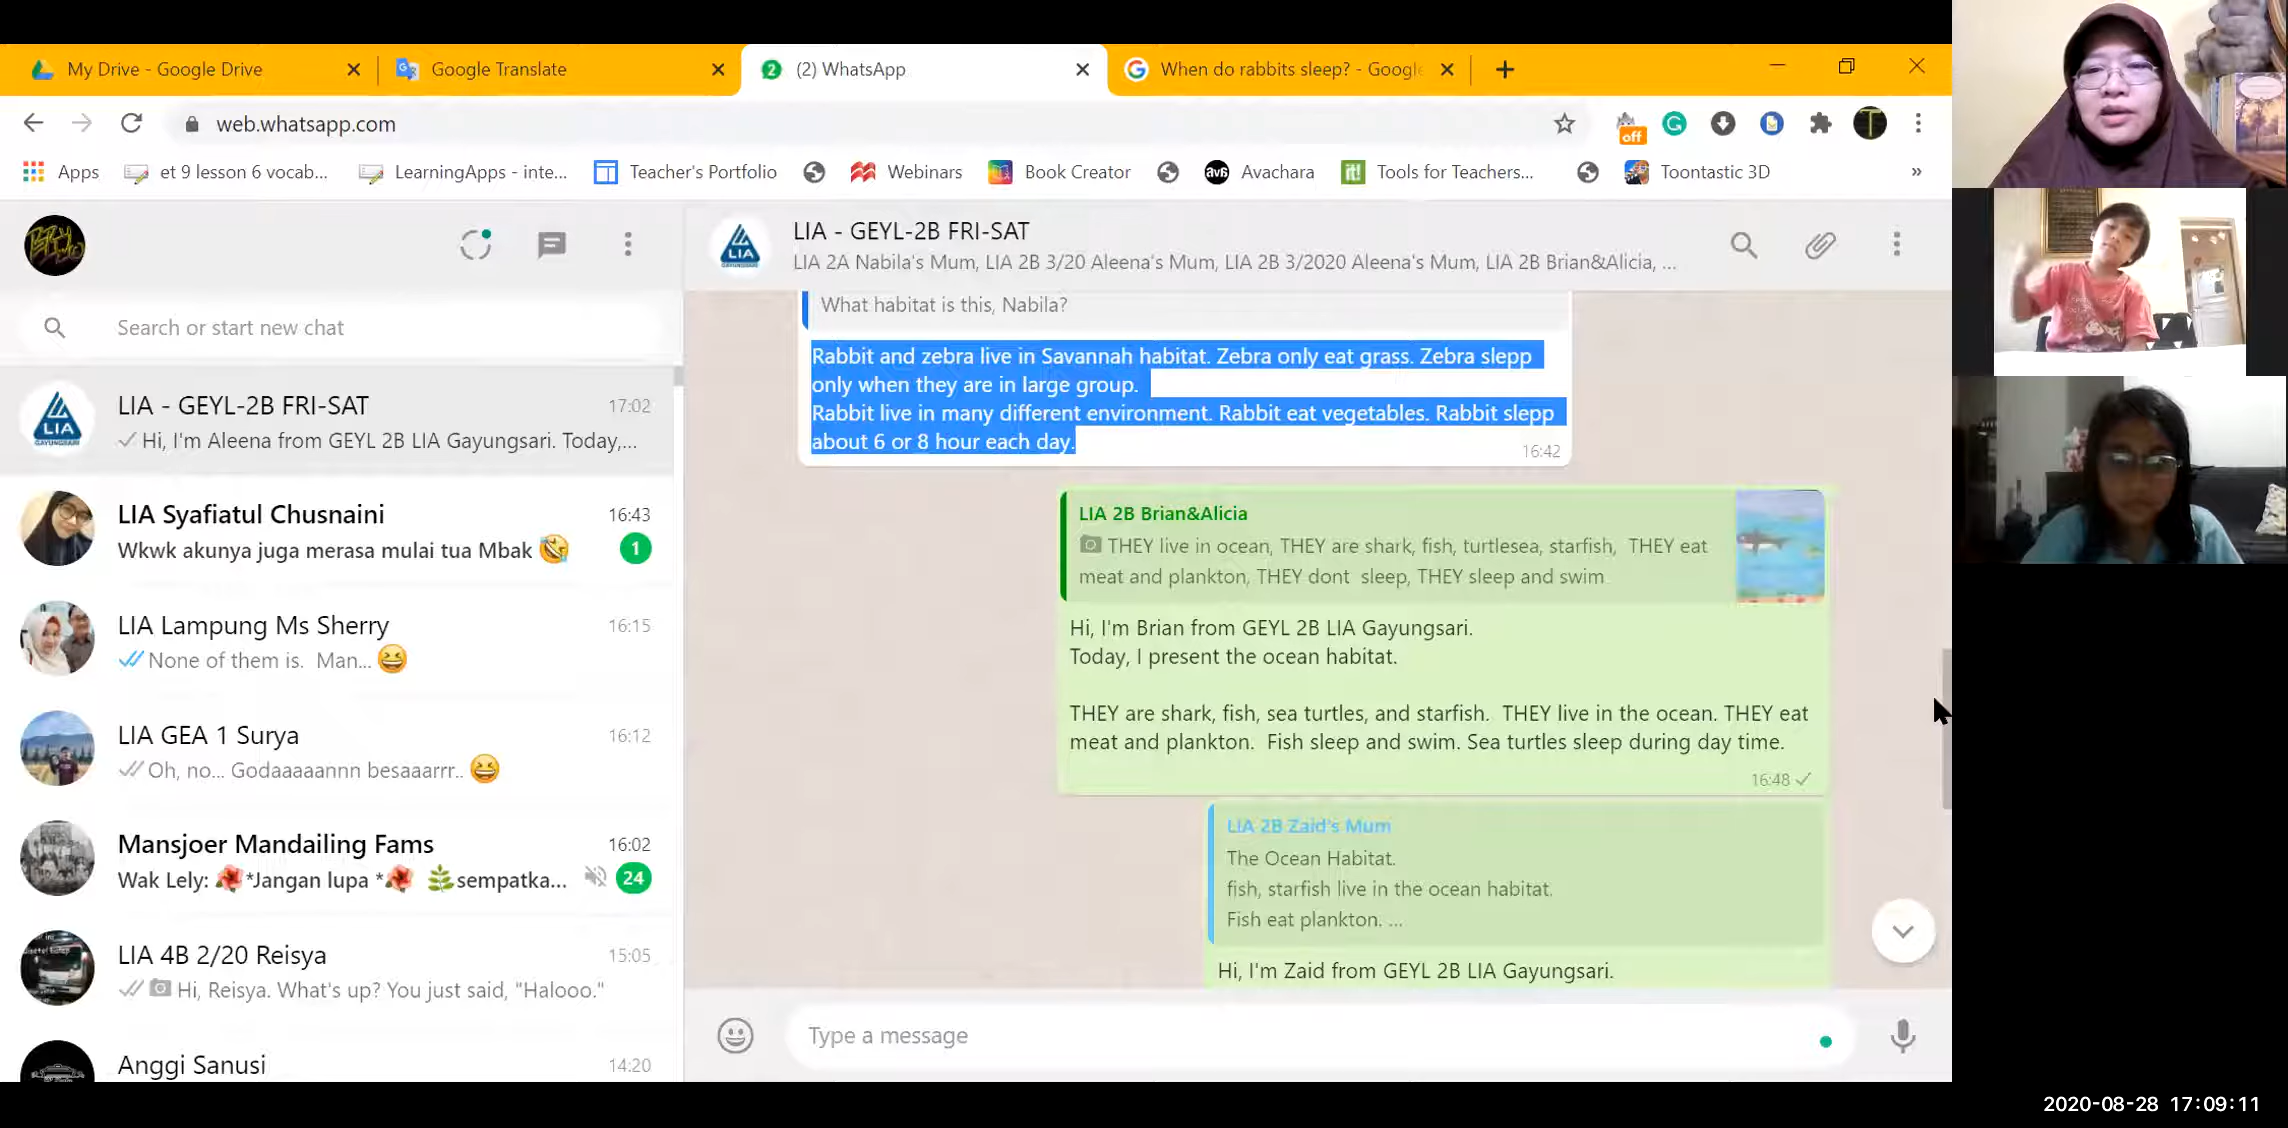 My Drive - Google Drive
Google Translate
(2) WhatsApp
When do rabbits sleep? - Google
web.whatsapp.com
off
Apps
et 9 lesson 6 vocab...
LearningApps - inte...
Teacher's Portfolio
Webinars
Book Creator
Avachara
Tools for Teachers...
Toontastic 3D
»
LIA - GEYL-2B FRI-SAT
LIA 2A Nabila's Mum, LIA 2B 3/20 Aleena's Mum, LIA 2B 3/2020 Aleena's Mum, LIA 2B Brian&Alicia, ...
Search or start new chat
LIA - GEYL-2B FRI-SAT 17:02
Hi, I'm Aleena from GEYL 2B LIA Gayungsari. Today,...
LIA Syafiatul Chusnaini 16:43
Wkwk akunya juga merasa mulai tua Mbak 🤣 1
LIA Lampung Ms Sherry 16:15
None of them is. Man... 😆
LIA GEA 1 Surya 16:12
Oh, no... Godaaaaannn besaaarrr.. 😆
Mansjoer Mandailing Fams 16:02
Wak Lely: 🌺*Jangan lupa *🌺 🌿sempatka... 24
LIA 4B 2/20 Reisya 15:05
Hi, Reisya. What's up? You just said, "Halooo."
Anggi Sanusi 14:20
What habitat is this, Nabila?
Rabbit and zebra live in Savannah habitat. Zebra only eat grass. Zebra slepp
only when they are in large group.
Rabbit live in many different environment. Rabbit eat vegetables. Rabbit slepp
about 6 or 8 hour each day.
16:42
LIA 2B Brian&Alicia
THEY live in ocean, THEY are shark, fish, turtlesea, starfish, THEY eat
meat and plankton, THEY dont sleep, THEY sleep and swim
Hi, I'm Brian from GEYL 2B LIA Gayungsari.
Today, I present the ocean habitat.
THEY are shark, fish, sea turtles, and starfish. THEY live in the ocean. THEY eat
meat and plankton. Fish sleep and swim. Sea turtles sleep during day time.
16:48
LIA 2B Zaid's Mum
The Ocean Habitat.
fish, starfish live in the ocean habitat.
Fish eat plankton. ...
Hi, I'm Zaid from GEYL 2B LIA Gayungsari.
Type a message
2020-08-28 17:09:11